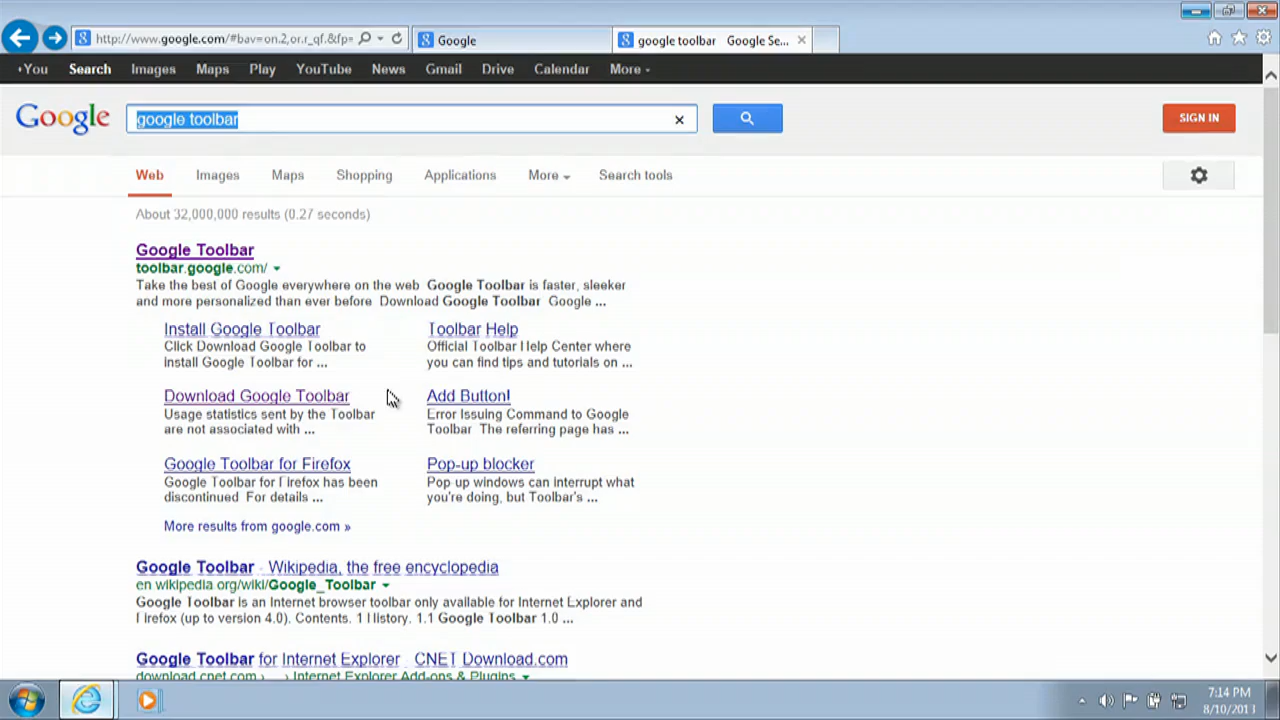 http://www.google.com/#bav=on.2,or.r_qf.&fp=
Google
google toolbar Google Se...
+You Search Images Maps Play YouTube News Gmail Drive Calendar More
Google
google toolbar
SIGN IN
Web Images Maps Shopping Applications More Search tools
About 32,000,000 results (0.27 seconds)
Google Toolbar
toolbar.google.com/
Take the best of Google everywhere on the web Google Toolbar is faster, sleeker
and more personalized than ever before Download Google Toolbar Google ...
Install Google Toolbar
Click Download Google Toolbar to
install Google Toolbar for ...
Toolbar Help
Official Toolbar Help Center where
you can find tips and tutorials on ...
Download Google Toolbar
Usage statistics sent by the Toolbar
are not associated with ...
Add Button!
Error Issuing Command to Google
Toolbar The referring page has ...
Google Toolbar for Firefox
Google Toolbar for Firefox has been
discontinued For details ...
Pop-up blocker
Pop up windows can interrupt what
you're doing, but Toolbar's ...
More results from google.com »
Google Toolbar - Wikipedia, the free encyclopedia
en wikipedia org/wiki/Google_Toolbar
Google Toolbar is an Internet browser toolbar only available for Internet Explorer and
Firefox (up to version 4.0). Contents. 1 History. 1.1 Google Toolbar 1.0 ...
Google Toolbar for Internet Explorer CNET Download.com
download cnet com › › Internet Explorer Add-ons & Plugins
7:14 PM
8/10/2013